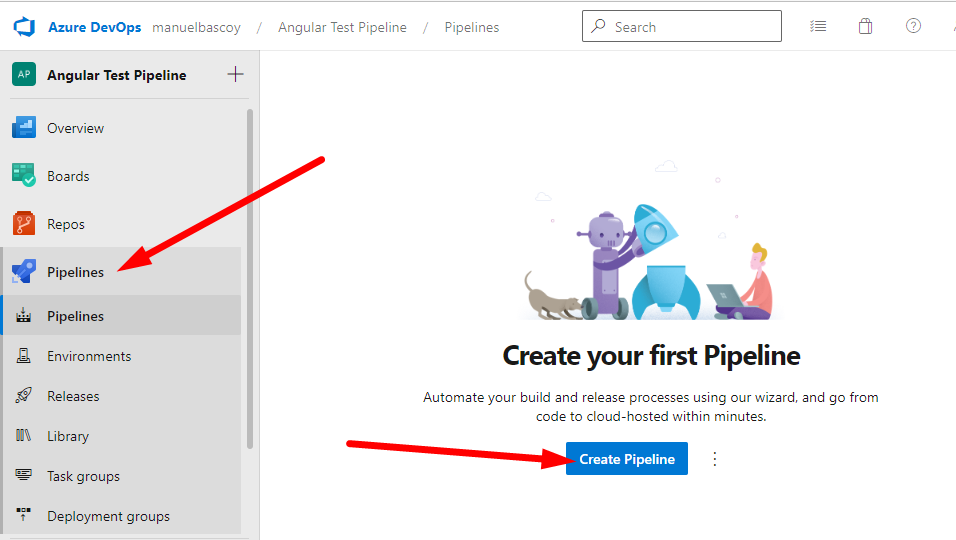 Azure DevOps manuelbascoy / Angular Test Pipeline / Pipelines Search
AP Angular Test Pipeline
Overview
Boards
Repos
Pipelines
Pipelines
Environments
Releases
Library
Task groups
Deployment groups
Create your first Pipeline
Automate your build and release processes using our wizard, and go from
code to cloud-hosted within minutes.
Create Pipeline